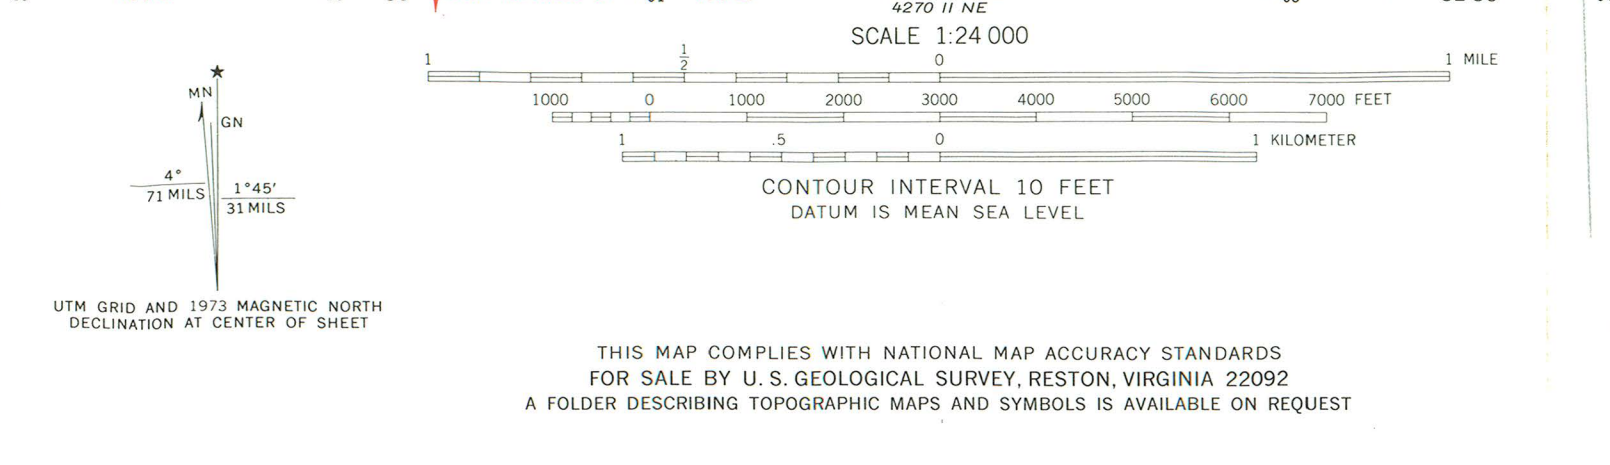 4270 II NE
SCALE 1:24 000
1 1/2 0 1 MILE
1000 0 1000 2000 3000 4000 5000 6000 7000 FEET
1 .5 0 1 KILOMETER
CONTOUR INTERVAL 10 FEET
DATUM IS MEAN SEA LEVEL
★
MN
GN
4°
71 MILS
1°45′
31 MILS
UTM GRID AND 1973 MAGNETIC NORTH
DECLINATION AT CENTER OF SHEET
THIS MAP COMPLIES WITH NATIONAL MAP ACCURACY STANDARDS
FOR SALE BY U. S. GEOLOGICAL SURVEY, RESTON, VIRGINIA 22092
A FOLDER DESCRIBING TOPOGRAPHIC MAPS AND SYMBOLS IS AVAILABLE ON REQUEST